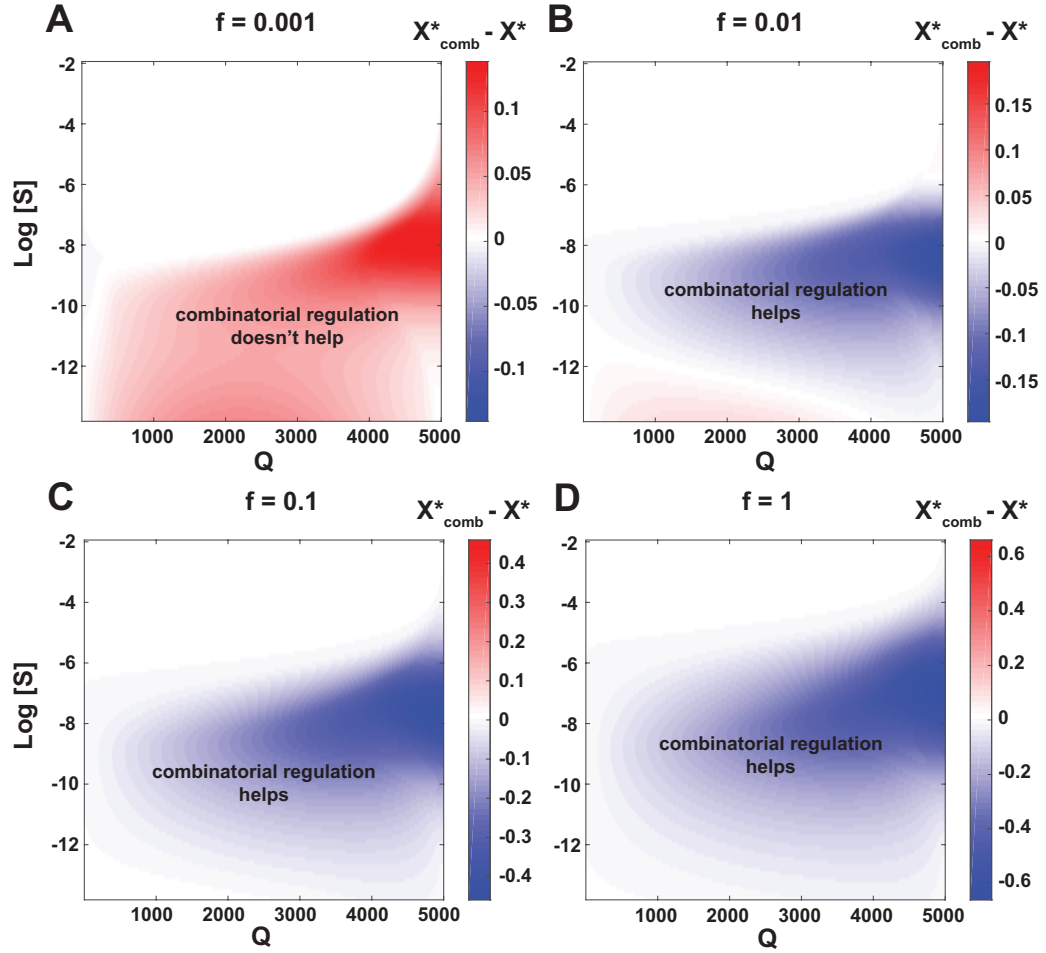 A
f = 0.001
X*comb - X*
-2
-4
-6
-8
-10
-12
Log [S]
1000 2000 3000 4000 5000
Q
0.1
0.05
0
-0.05
-0.1
combinatorial regulation
doesn't help
B
f = 0.01
X*comb - X*
-2
-4
-6
-8
-10
-12
1000 2000 3000 4000 5000
Q
0.15
0.1
0.05
0
-0.05
-0.1
-0.15
combinatorial regulation
helps
C
f = 0.1
X*comb - X*
-2
-4
-6
-8
-10
-12
Log [S]
1000 2000 3000 4000 5000
Q
0.4
0.3
0.2
0.1
0
-0.1
-0.2
-0.3
-0.4
combinatorial regulation
helps
D
f = 1
X*comb - X*
-2
-4
-6
-8
-10
-12
1000 2000 3000 4000 5000
Q
0.6
0.4
0.2
0
-0.2
-0.4
-0.6
combinatorial regulation
helps